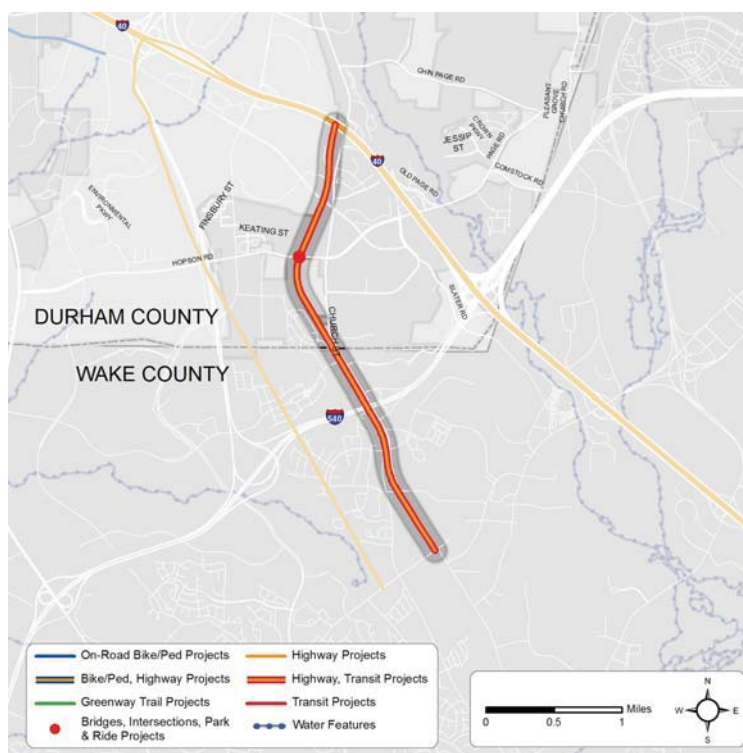 40
CHIN PAGE RD
PLEASANT
GROVE
CHURCH RD
CROWN
PKWY
PAGE RD
JESSIP
ST
40
OLD PAGE RD
COMSTOCK RD
ENVIRONMENTAL
PKWY
FINSBURY ST
KEATING ST
HOPSON RD
SLATER RD
CHURCH ST
DURHAM COUNTY
WAKE COUNTY
540
On-Road Bike/Ped Projects
Highway Projects
Bike/Ped, Highway Projects
Highway, Transit Projects
Greenway Trail Projects
Transit Projects
Bridges, Intersections, Park
& Ride Projects
Water Features
Miles
0 0.5 1
N
W E
S